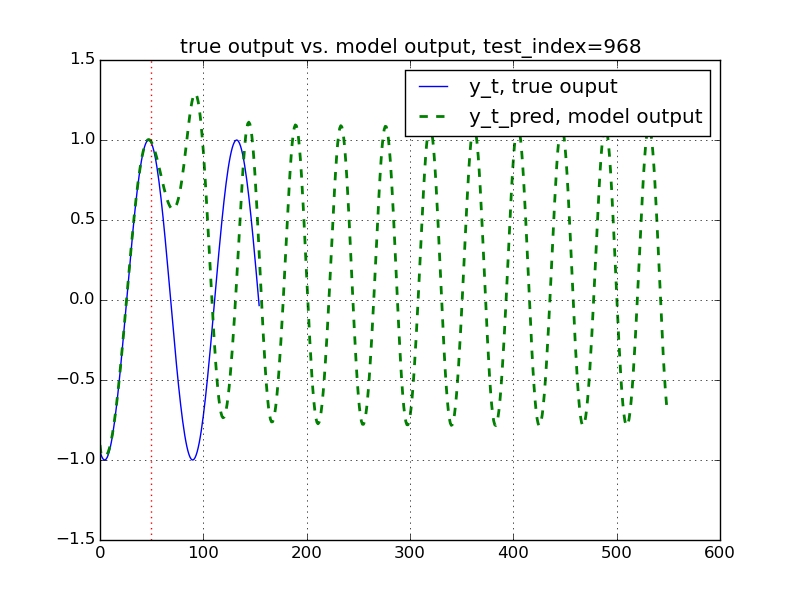 true output vs. model output, test_index=968
y_t, true ouput
y_t_pred, model output
1.5
1.0
0.5
0.0
−0.5
−1.0
−1.5
0 100 200 300 400 500 600